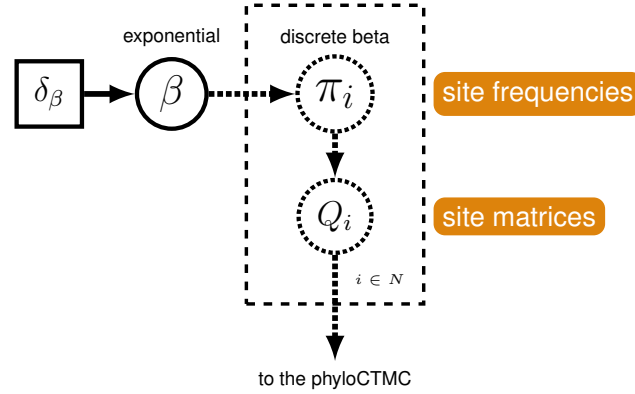 exponential
discrete beta
δ_β
β
π_i
site frequencies
Q_i
site matrices
i ∈ N
to the phyloCTMC